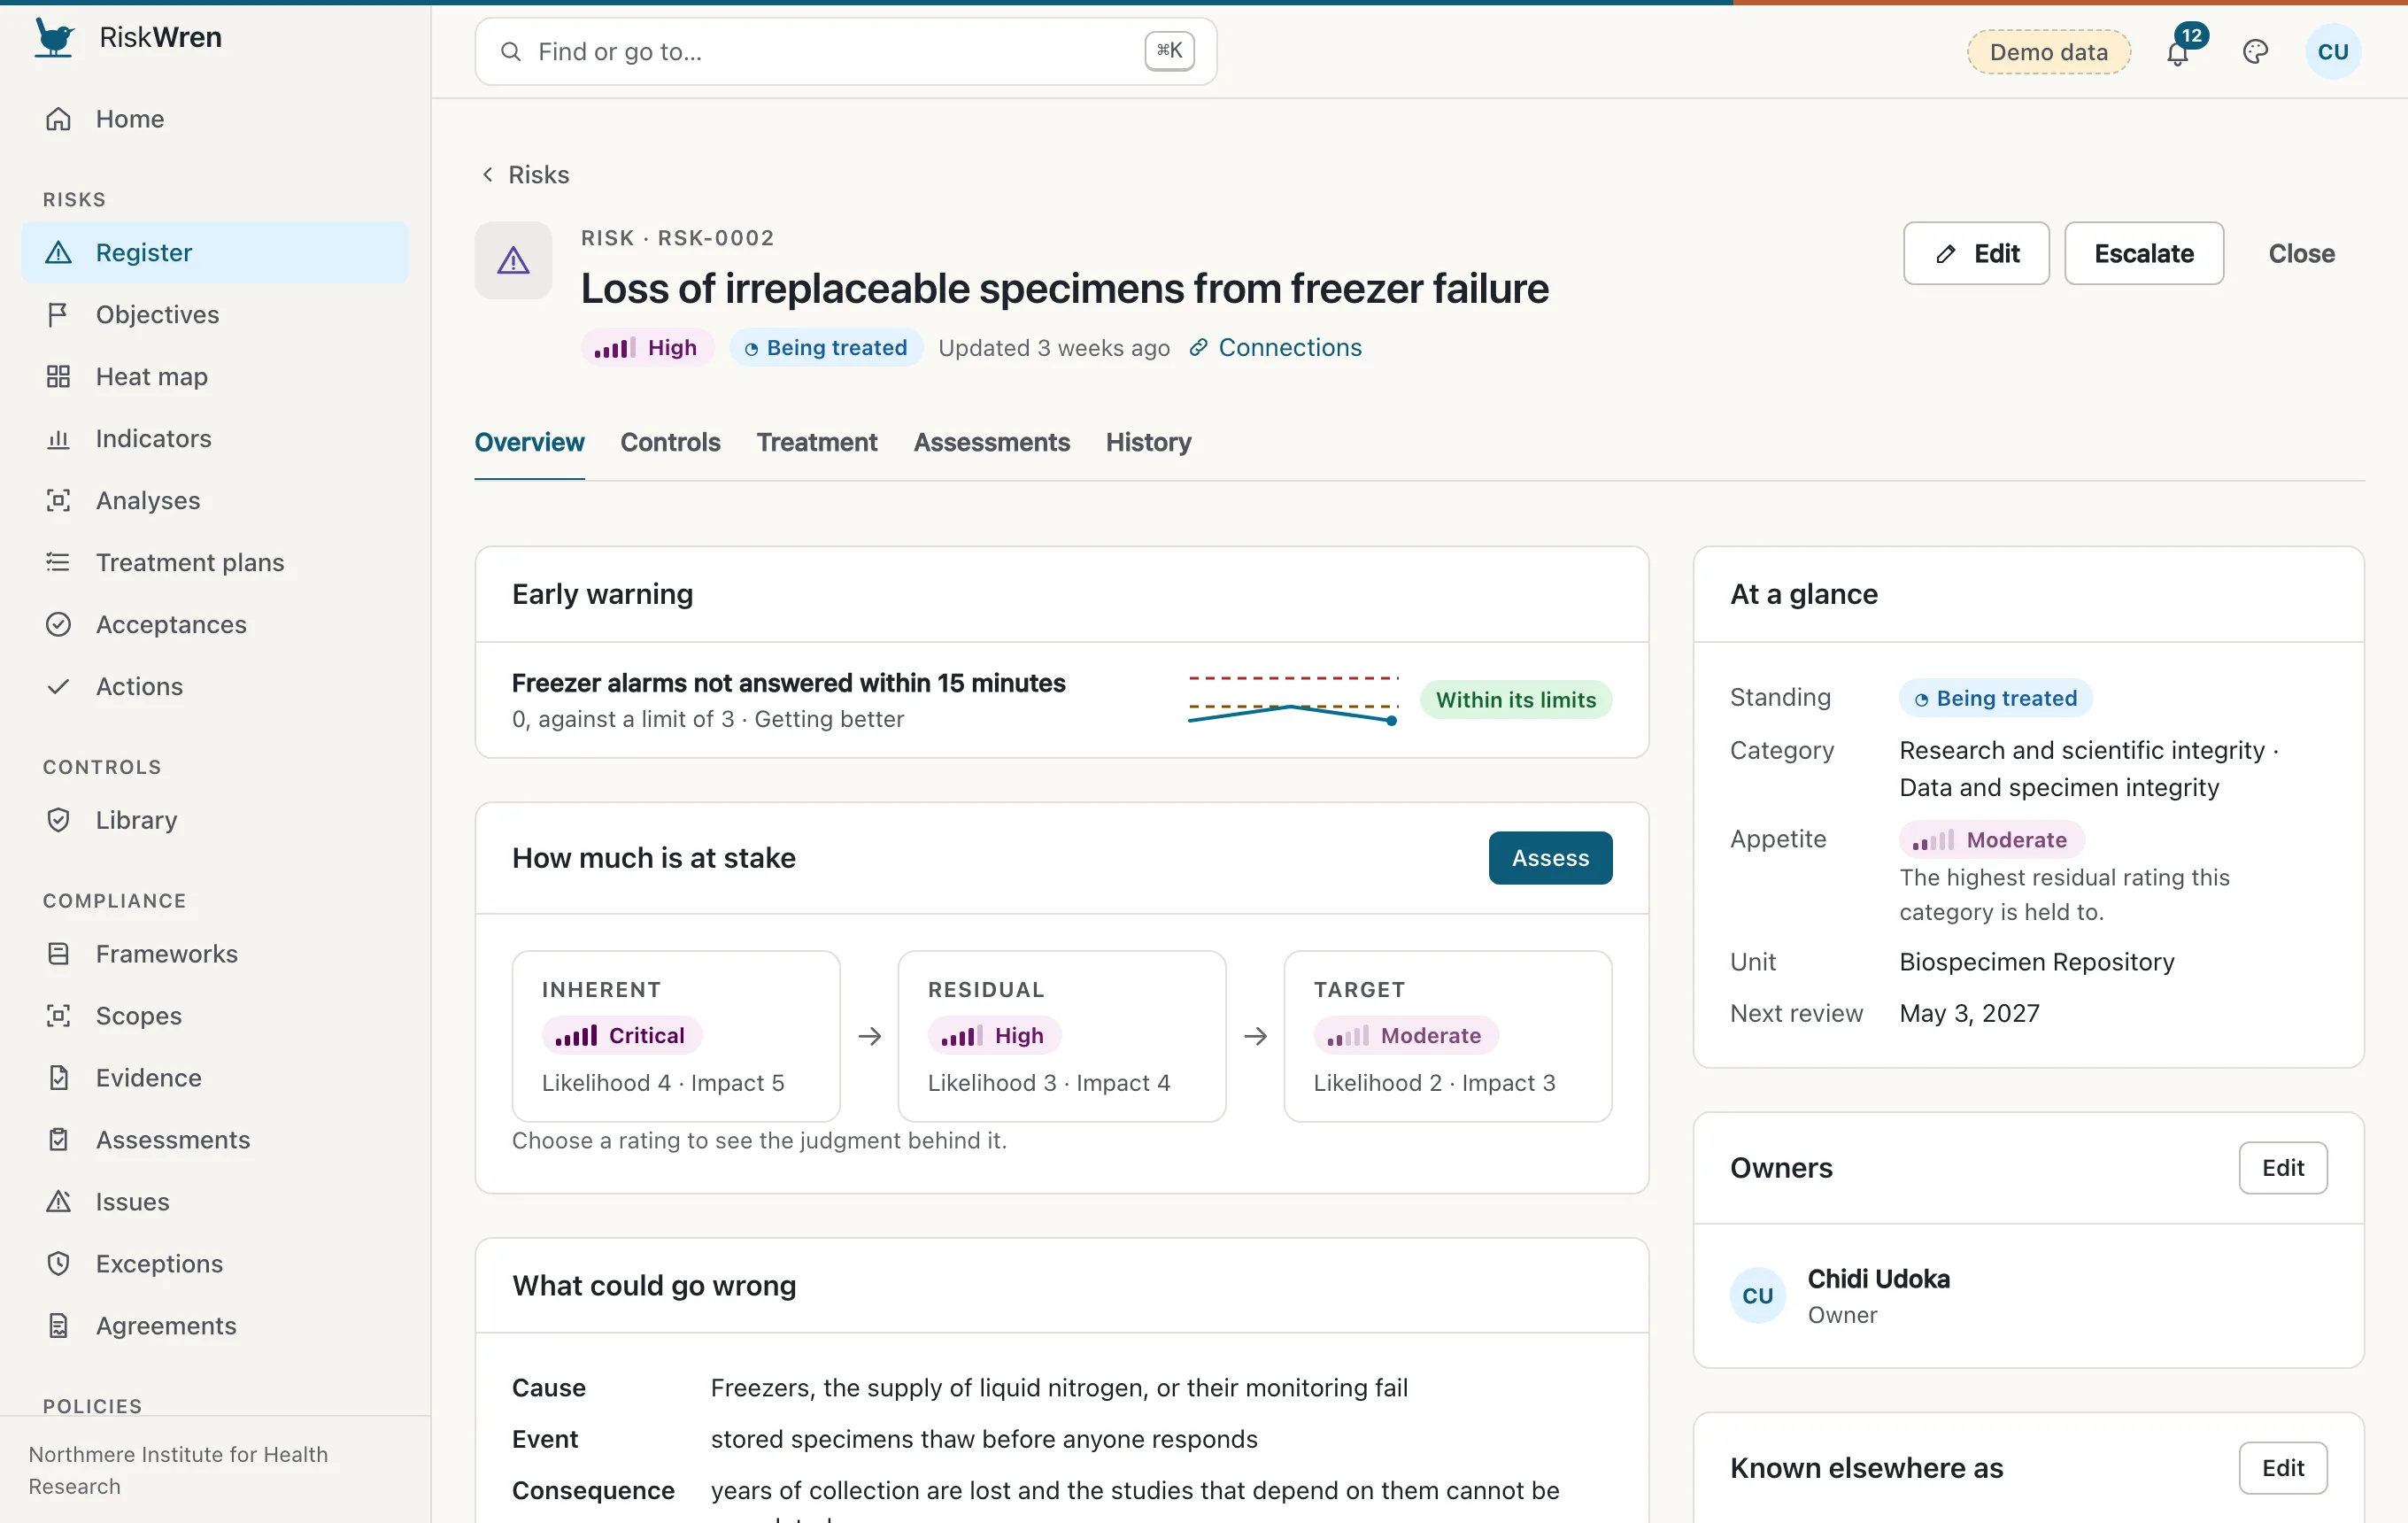 RiskWren
Find or go to...
⌘K
Demo data
12
CU
Home
RISKS
Register
Objectives
Heat map
Indicators
Analyses
Treatment plans
Acceptances
Actions
CONTROLS
Library
COMPLIANCE
Frameworks
Scopes
Evidence
Assessments
Issues
Exceptions
Agreements
POLICIES
Northmere Institute for Health
Research
Risks
RISK · RSK-0002
Loss of irreplaceable specimens from freezer failure
High
Being treated
Updated 3 weeks ago
Connections
Edit
Escalate
Close
Overview
Controls
Treatment
Assessments
History
Early warning
Freezer alarms not answered within 15 minutes
0, against a limit of 3 · Getting better
Within its limits
How much is at stake
Assess
INHERENT
Critical
Likelihood 4 · Impact 5
RESIDUAL
High
Likelihood 3 · Impact 4
TARGET
Moderate
Likelihood 2 · Impact 3
Choose a rating to see the judgment behind it.
What could go wrong
Cause
Freezers, the supply of liquid nitrogen, or their monitoring fail
Event
stored specimens thaw before anyone responds
Consequence
years of collection are lost and the studies that depend on them cannot be
At a glance
Standing
Being treated
Category
Research and scientific integrity ·
Data and specimen integrity
Appetite
Moderate
The highest residual rating this
category is held to.
Unit
Biospecimen Repository
Next review
May 3, 2027
Owners
Edit
CU
Chidi Udoka
Owner
Known elsewhere as
Edit